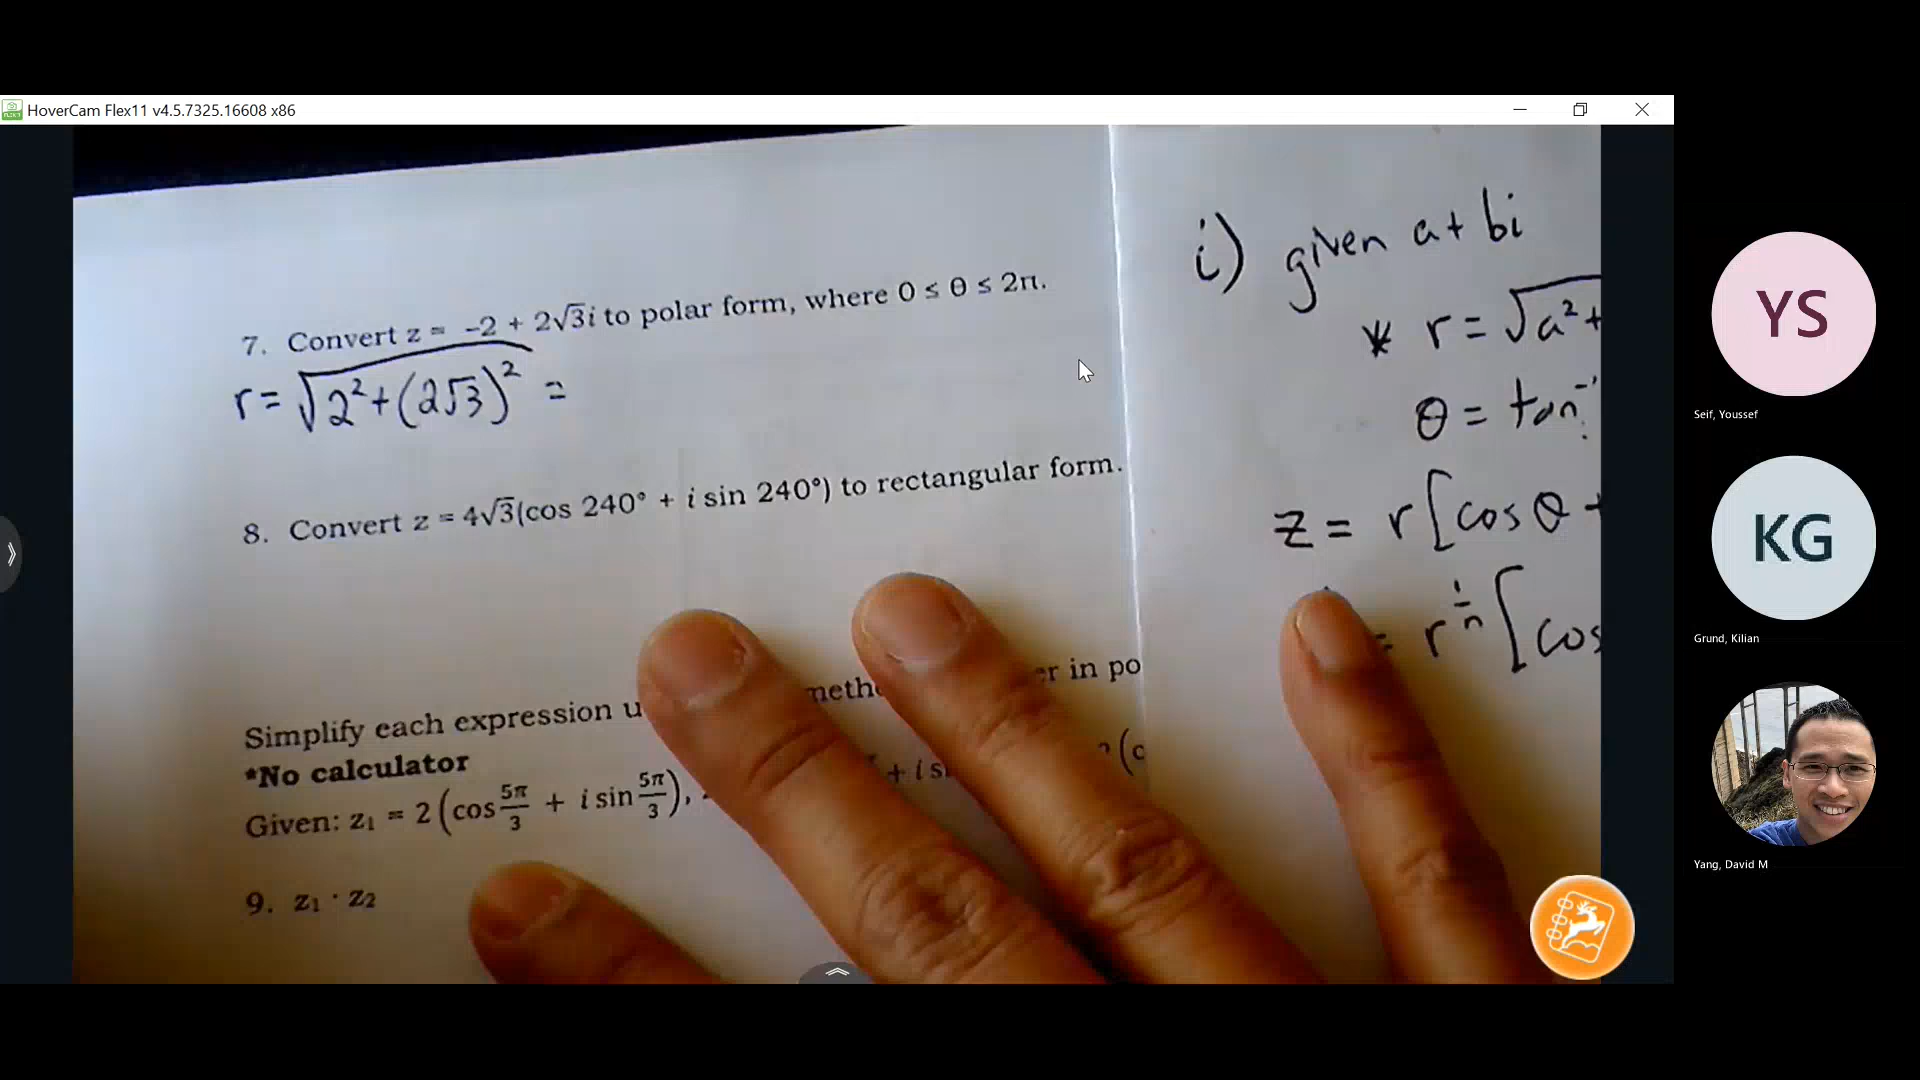 HoverCam Flex11 v4.5.7325.16608 x86
7. Convert z = -2 + 2√3i to polar form, where 0 ≤ θ ≤ 2π.
r = √2² + (2√3)² =
8. Convert z = 4√3(cos 240° + i sin 240°) to rectangular form.
Simplify each expression
*No calculator
Given: z₁ = 2 (cos 5π/3 + i sin 5π/3),
9. z₁ · z₂
i) given a + bi
* r = √a² +
θ = tan⁻¹
z = r [cos θ +
= r^(1/n) [cos
r in po
YS
Seif, Youssef
KG
Grund, Kilian
Yang, David M